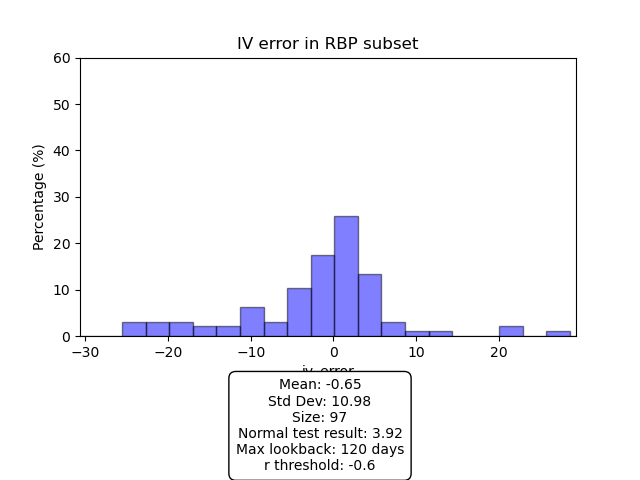 IV error in RBP subset
60
50
40
30
20
10
0
Percentage (%)
−30
−20
−10
0
10
20
iv_error
Mean: -0.65
Std Dev: 10.98
Size: 97
Normal test result: 3.92
Max lookback: 120 days
r threshold: -0.6